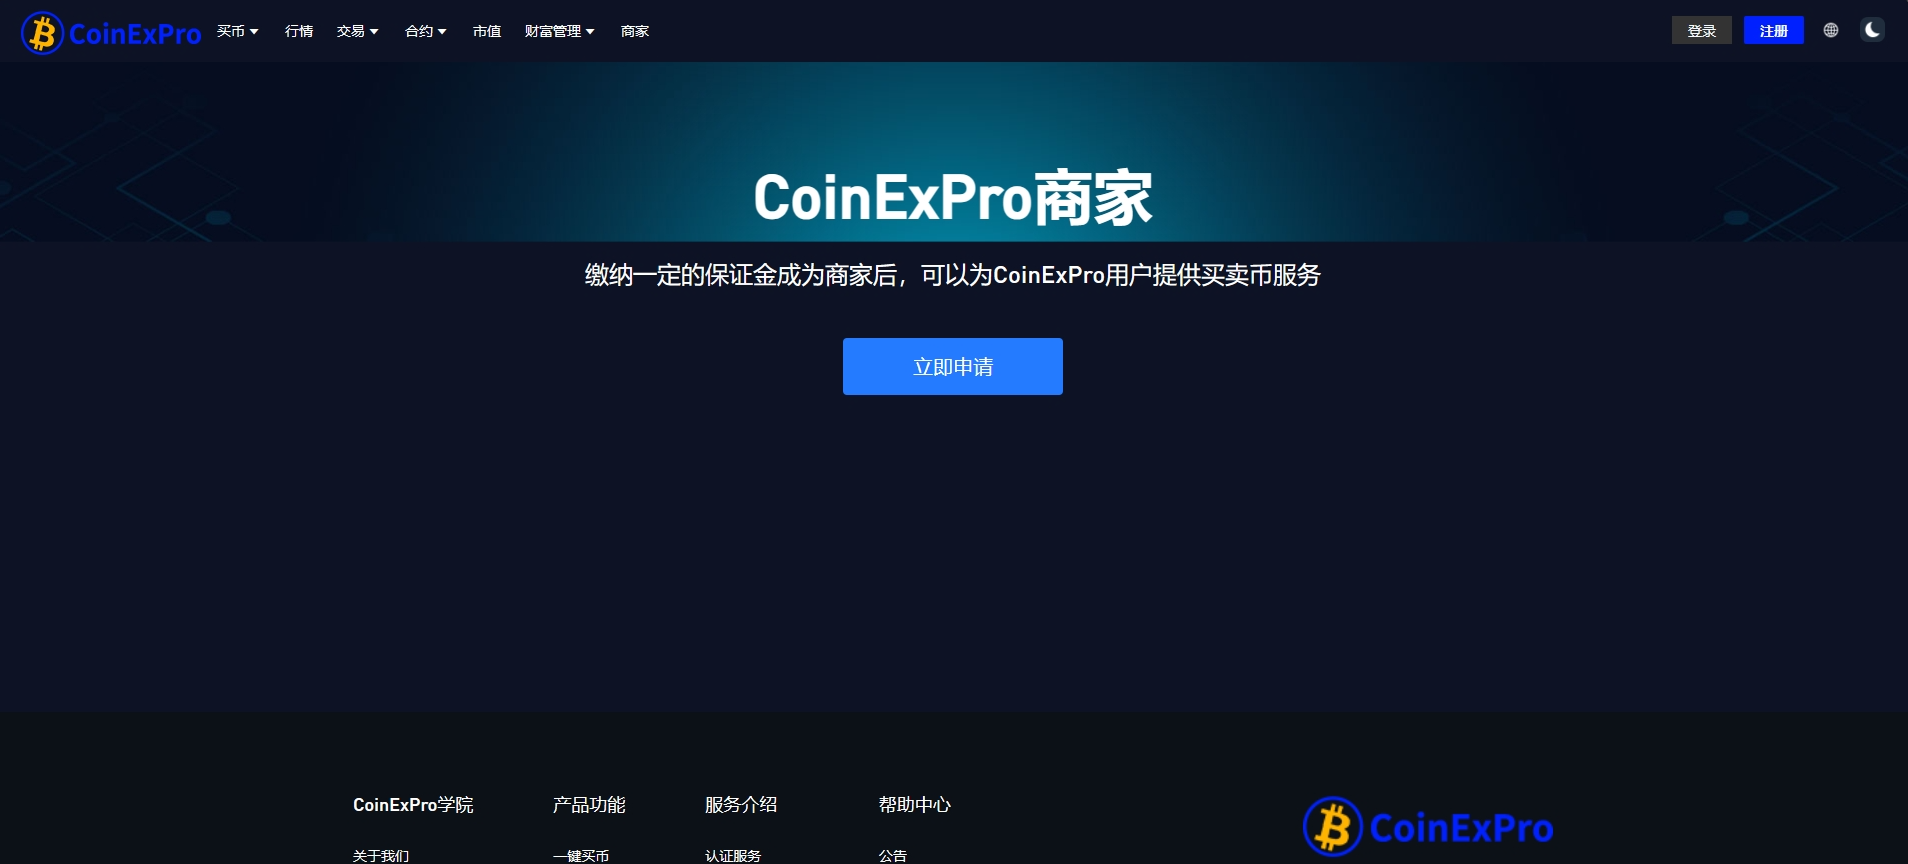 CoinExPro 买币 行情 交易 合约 市值 财富管理 商家 登录 注册
CoinExPro商家
缴纳一定的保证金成为商家后，可以为CoinExPro用户提供买卖币服务
立即申请
CoinExPro学院 产品功能 服务介绍 帮助中心
CoinExPro
关于我们 一键买币 认证服务 公告